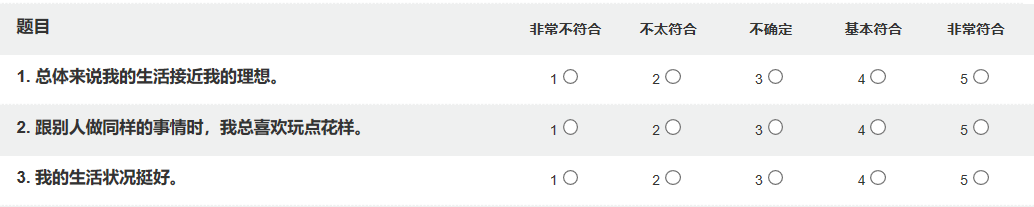 题目 非常不符合 不太符合 不确定 基本符合 非常符合
1. 总体来说我的生活接近我的理想。 1 2 3 4 5
2. 跟别人做同样的事情时，我总喜欢玩点花样。 1 2 3 4 5
3. 我的生活状况挺好。 1 2 3 4 5